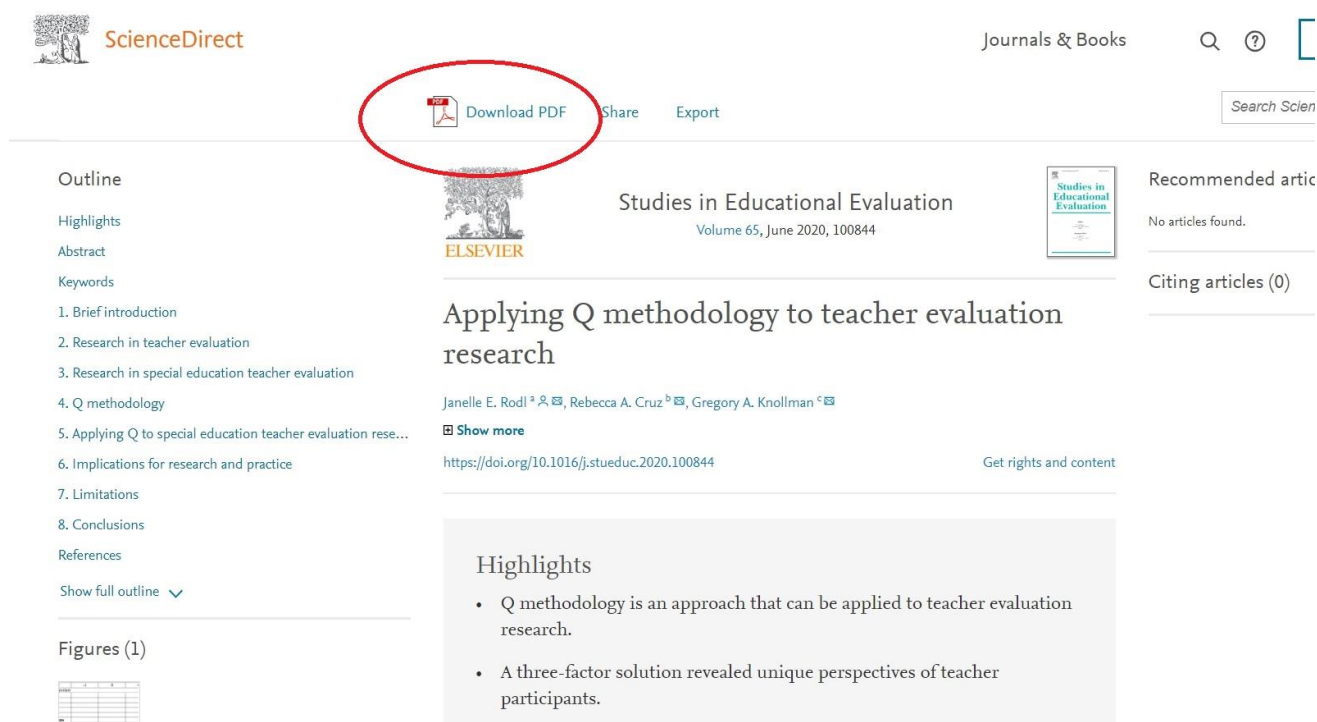 ScienceDirect
Journals & Books
PDF
Download PDF Share Export
Search Scien
Outline
Highlights
Abstract
Keywords
1. Brief introduction
2. Research in teacher evaluation
3. Research in special education teacher evaluation
4. Q methodology
5. Applying Q to special education teacher evaluation rese...
6. Implications for research and practice
7. Limitations
8. Conclusions
References
Show full outline
Figures (1)
ELSEVIER
Studies in Educational Evaluation
Volume 65, June 2020, 100844
Studies in
Educational
Evaluation
Applying Q methodology to teacher evaluation
research
Janelle E. Rodl a, Rebecca A. Cruz b, Gregory A. Knollman c
Show more
https://doi.org/10.1016/j.stueduc.2020.100844
Get rights and content
Highlights
• Q methodology is an approach that can be applied to teacher evaluation
research.
• A three-factor solution revealed unique perspectives of teacher
participants.
Recommended artic
No articles found.
Citing articles (0)